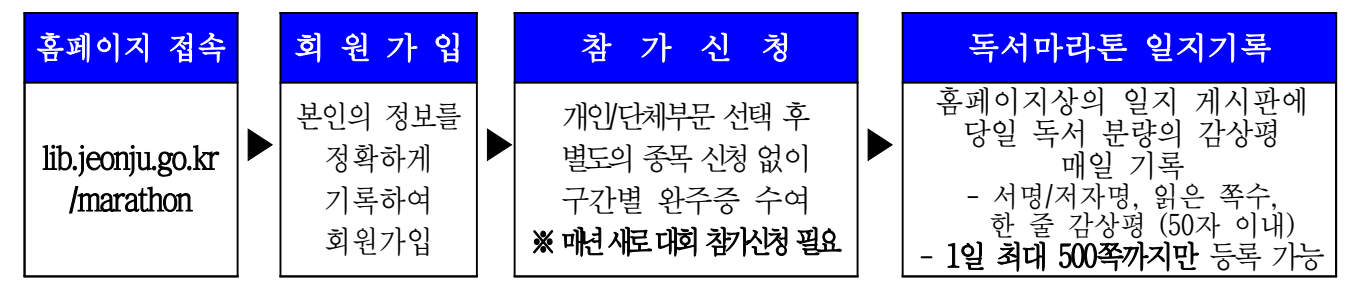 홈페이지 접속
lib.jeonju.go.kr
/marathon
▶
회 원 가 입
본인의 정보를
정확하게
기록하여
회원가입
▶
참 가 신 청
개인/단체부문 선택 후
별도의 종목 신청 없이
구간별 완주증 수여
※ 매년 새로 대회 참가신청 필요
▶
독서마라톤 일지기록
홈페이지상의 일지 게시판에
당일 독서 분량의 감상평
매일 기록
- 서명/저자명, 읽은 쪽수,
한 줄 감상평 (50자 이내)
- 1일 최대 500쪽까지만 등록 가능